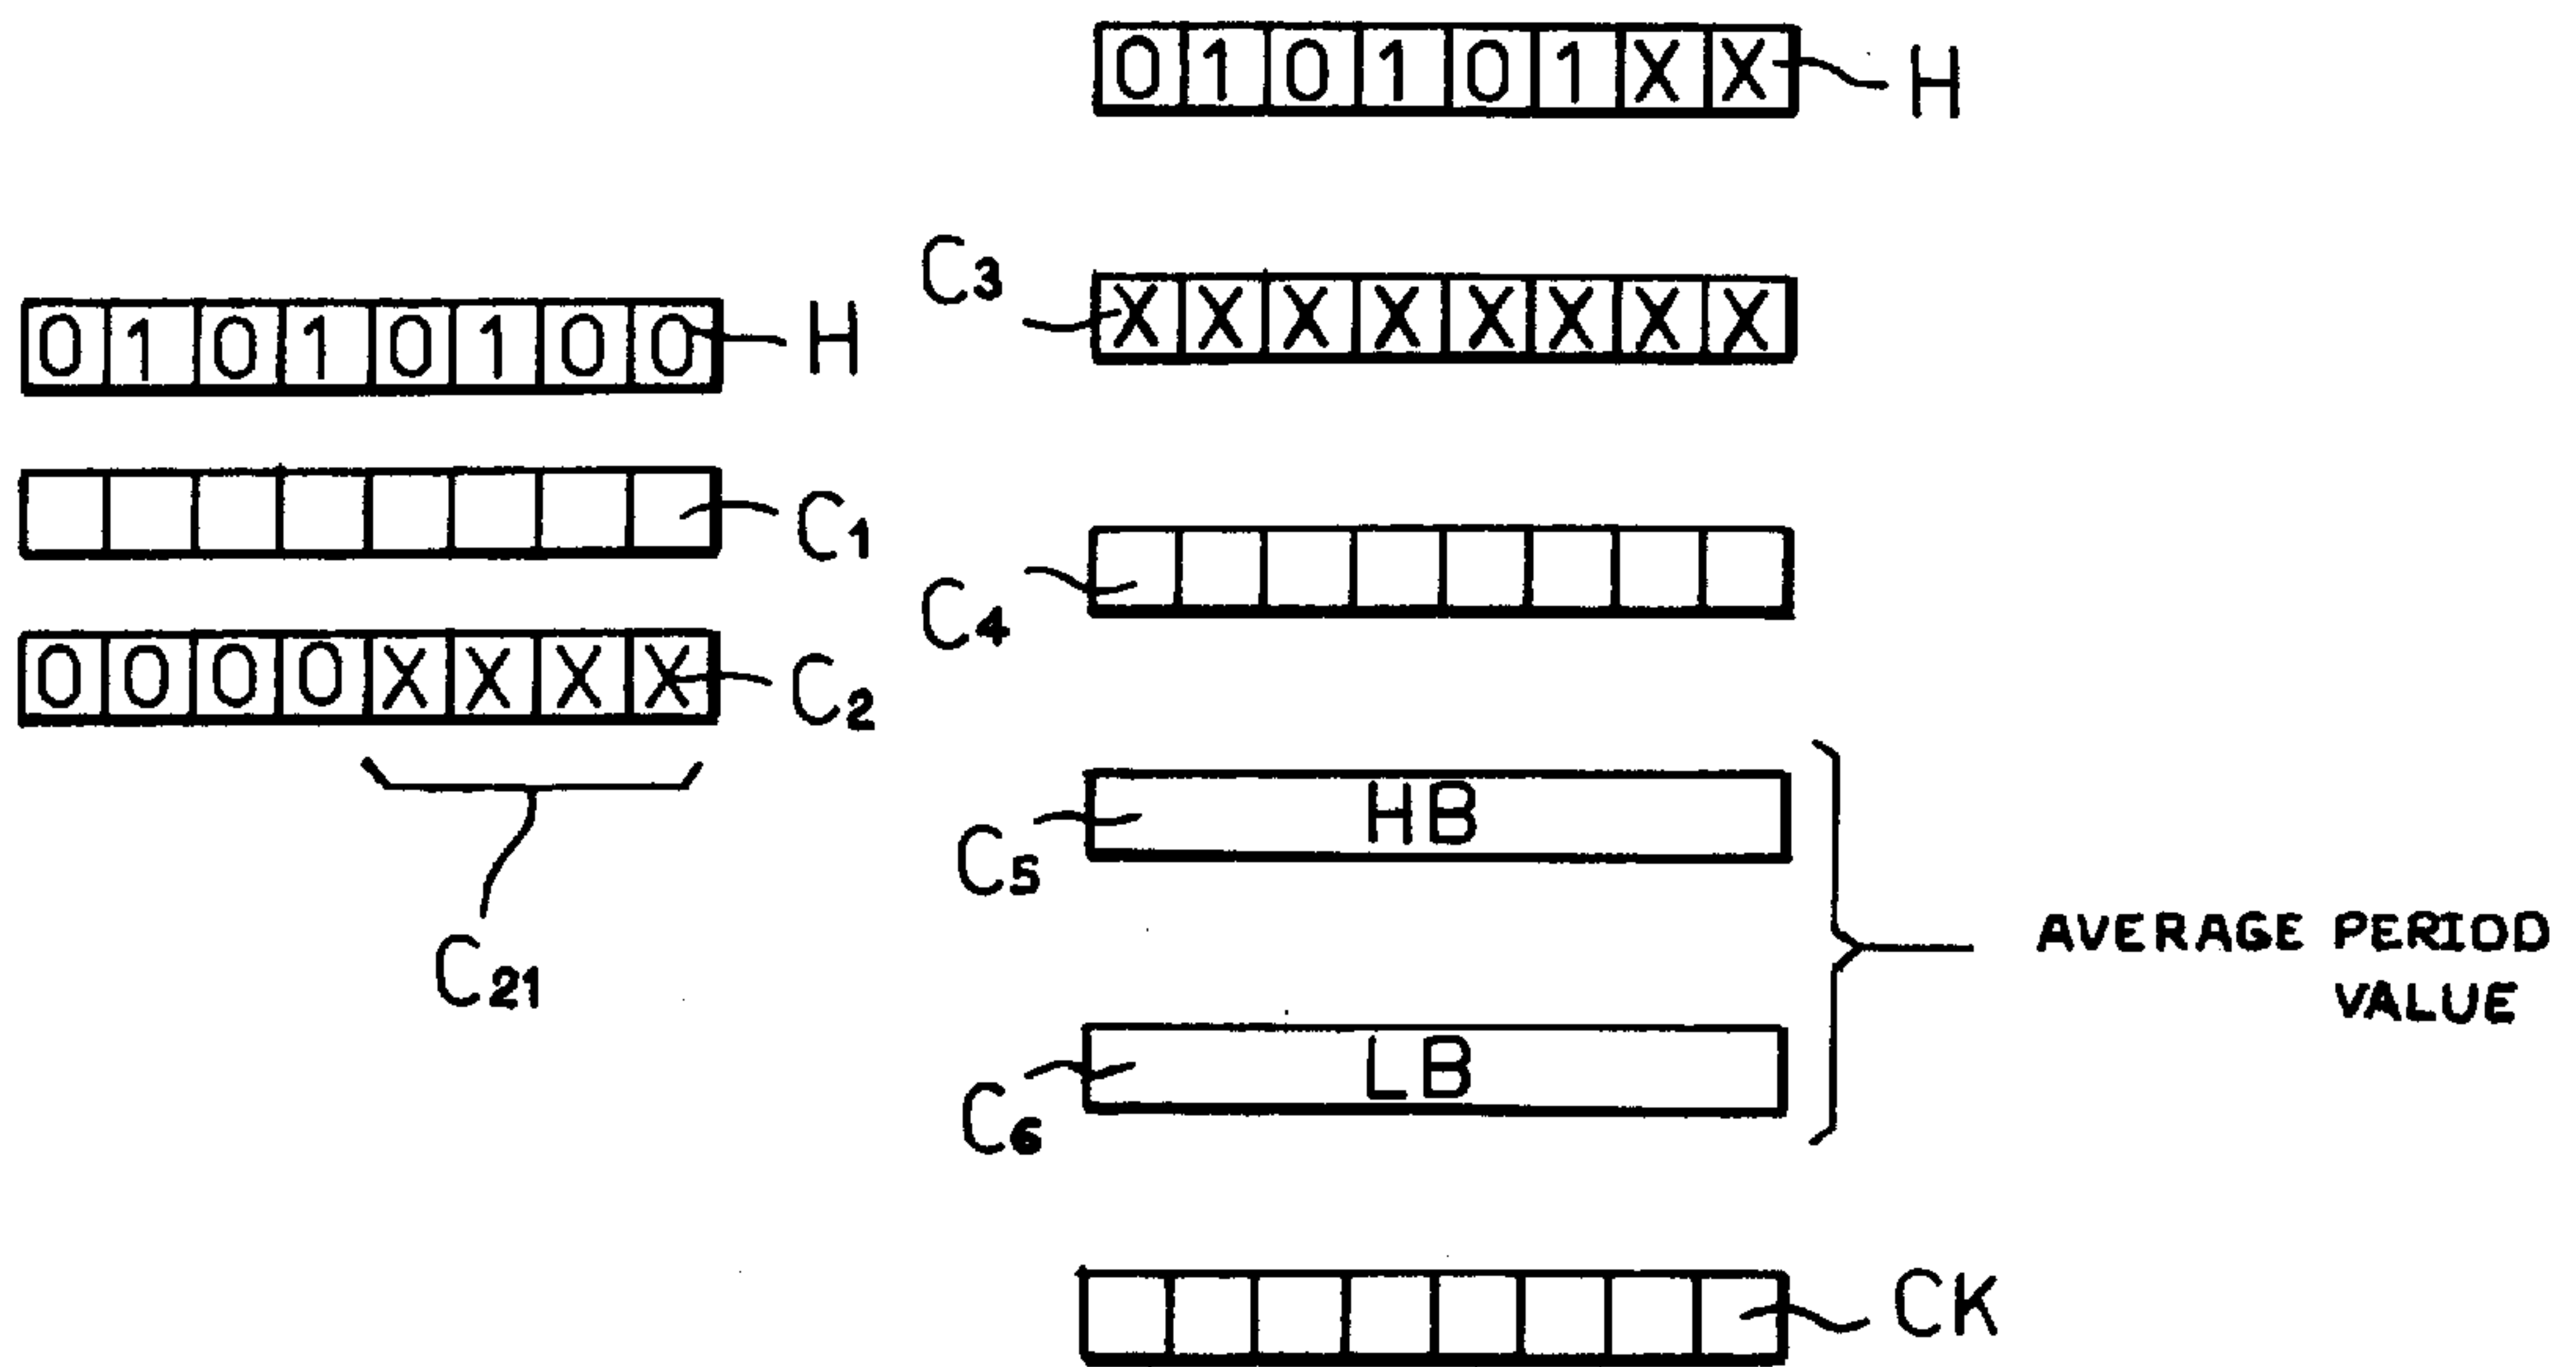 0 1 0 1 0 1 X X H
C3 X X X X X X X X
0 1 0 1 0 1 0 0 H
C1
C4
0 0 0 0 X X X X C2
C21
C5 HB
C6 LB
AVERAGE PERIOD
VALUE
CK